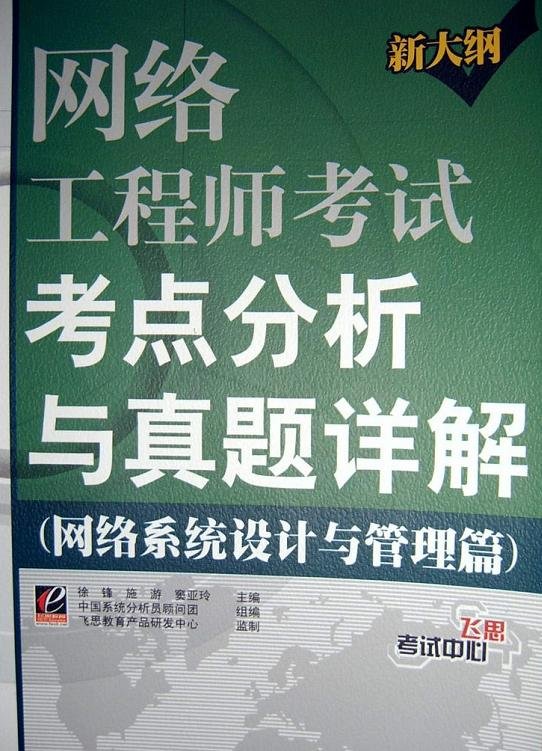 新大纲
网络
工程师考试
考点分析
与真题详解
(网络系统设计与管理篇)
徐 锋 施 游 窦亚玲 主编
中国系统分析员顾问团 组编
飞思教育产品研发中心 监制
飞思
考试中心